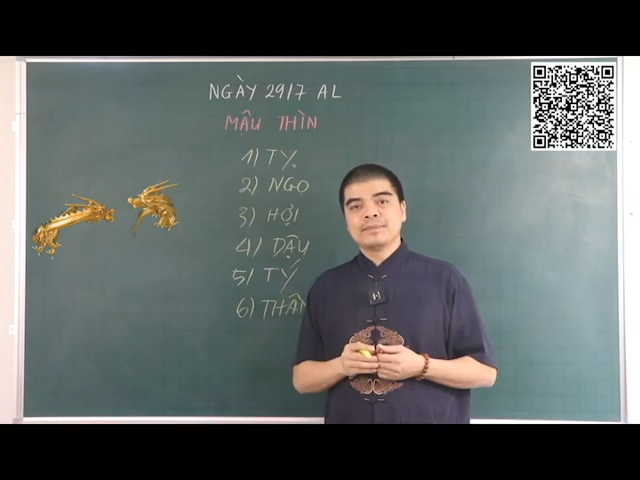 NGÀY 29/7 AL
MẬU THÌN
1) TỴ
2) NGỌ
3) HỢI
4) DẬU
5) TÝ
6) THÂN